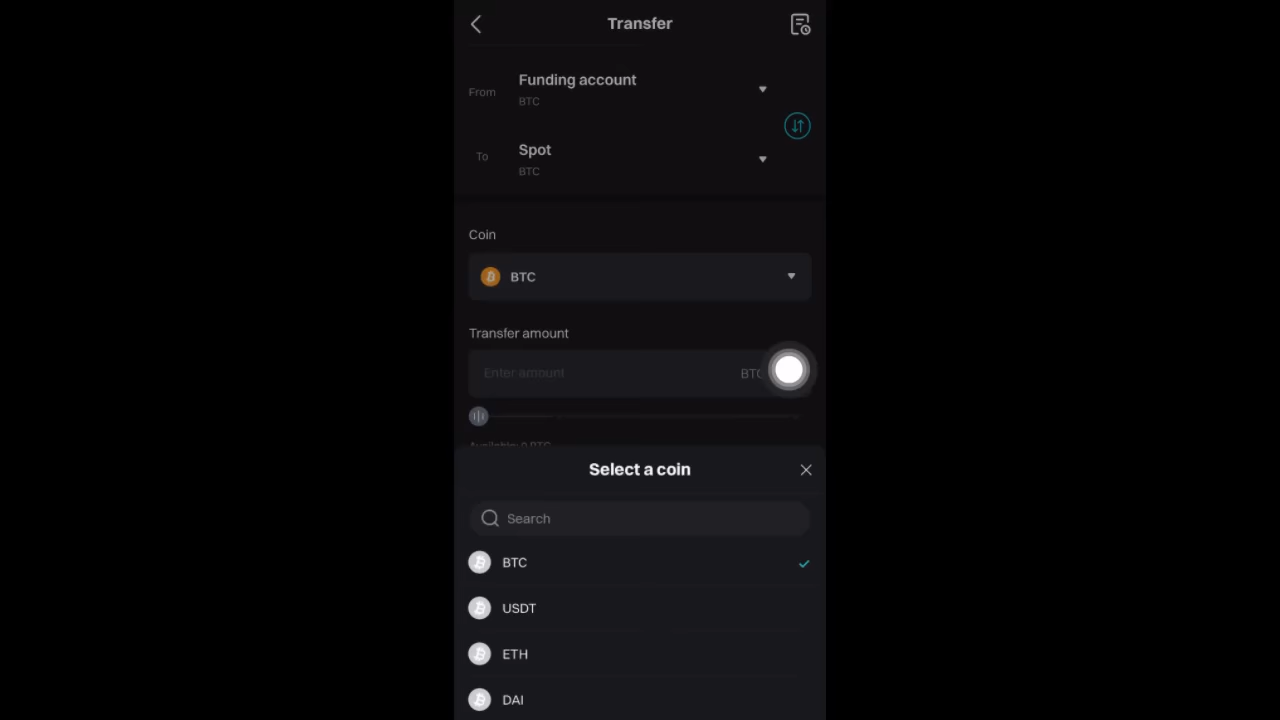 Transfer
From
Funding account
BTC
To
Spot
BTC
Coin
BTC
Transfer amount
Enter amount
BTC
Available: 0 BTC
Select a coin
Search
BTC
USDT
ETH
DAI